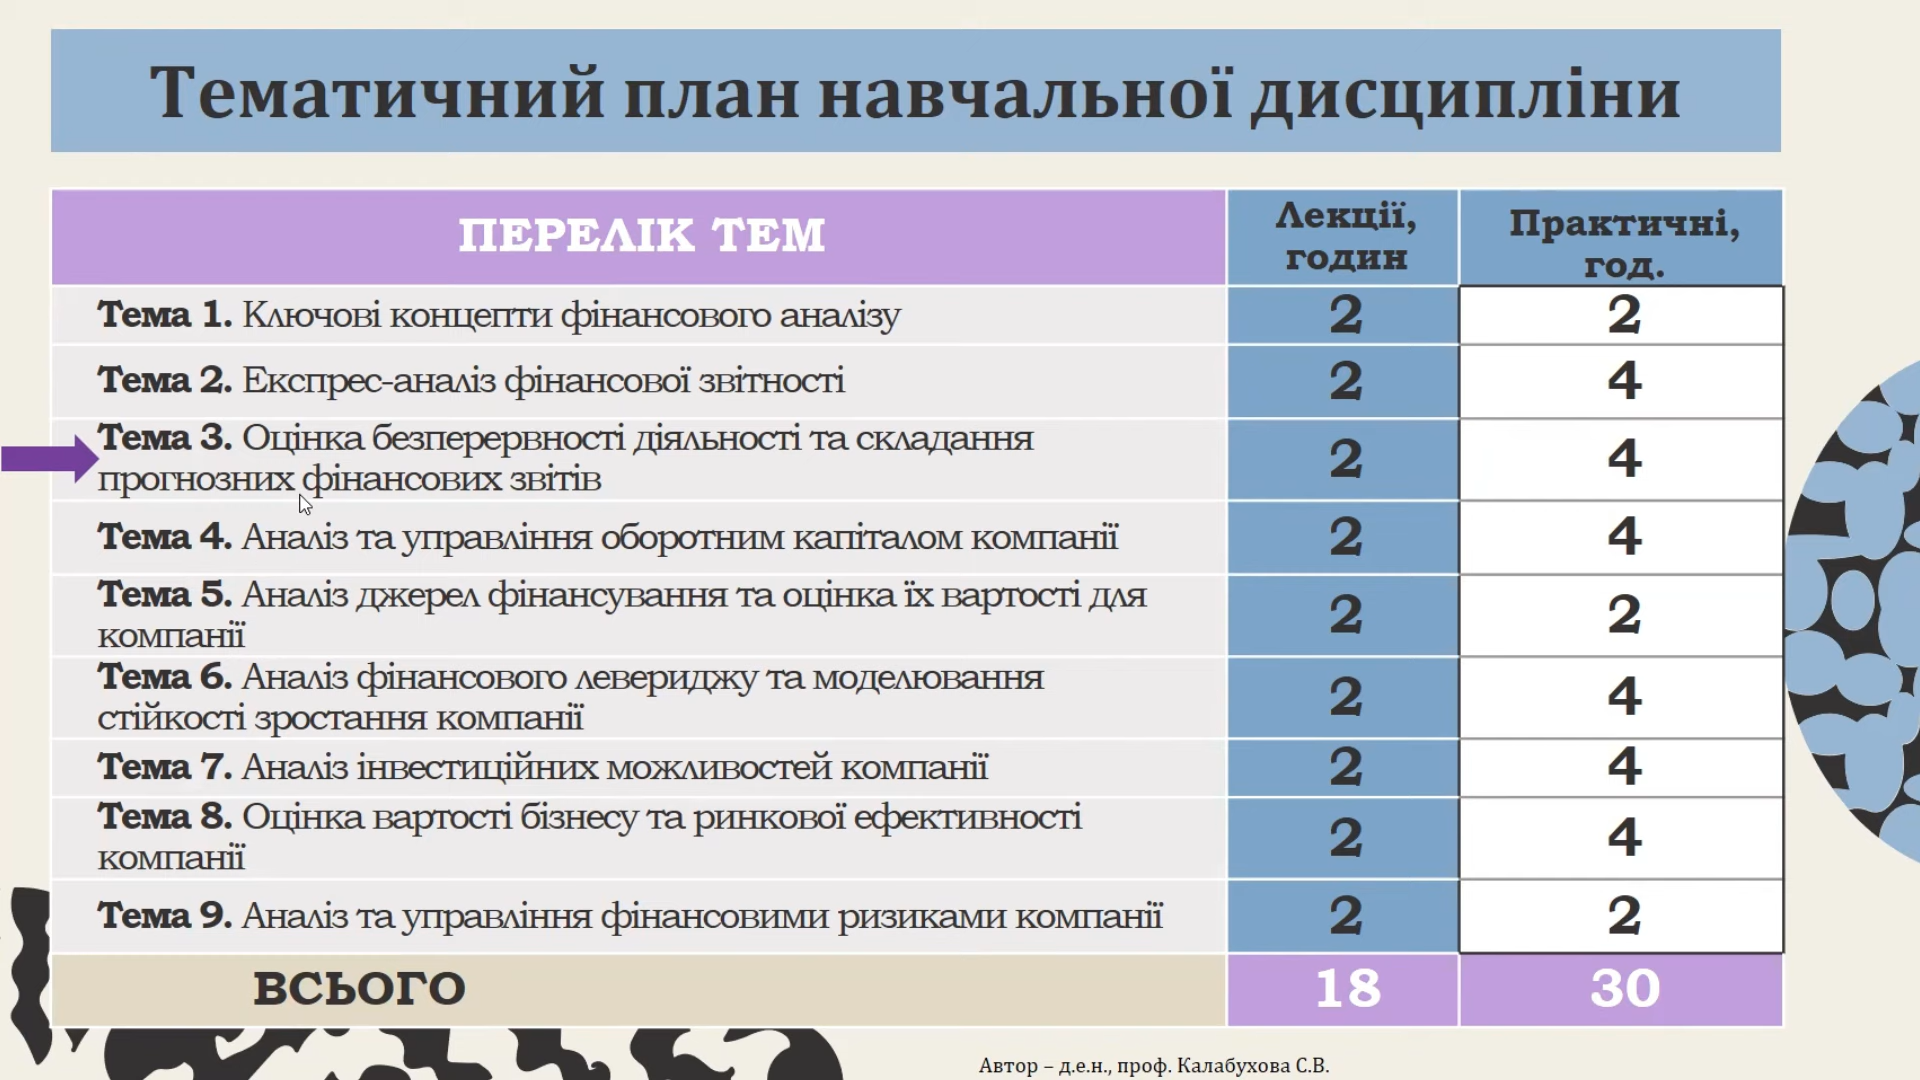 Тематичний план навчальної дисципліни
ПЕРЕЛІК ТЕМ
Лекції,
годин
Практичні,
год.
Тема 1. Ключові концепти фінансового аналізу
2
2
Тема 2. Експрес-аналіз фінансової звітності
2
4
Тема 3. Оцінка безперервності діяльності та складання
прогнозних фінансових звітів
2
4
Тема 4. Аналіз та управління оборотним капіталом компанії
2
4
Тема 5. Аналіз джерел фінансування та оцінка їх вартості для
компанії
2
2
Тема 6. Аналіз фінансового левериджу та моделювання
стійкості зростання компанії
2
4
Тема 7. Аналіз інвестиційних можливостей компанії
2
4
Тема 8. Оцінка вартості бізнесу та ринкової ефективності
компанії
2
4
Тема 9. Аналіз та управління фінансовими ризиками компанії
2
2
ВСЬОГО
18
30
Автор – д.е.н., проф. Калабухова С.В.